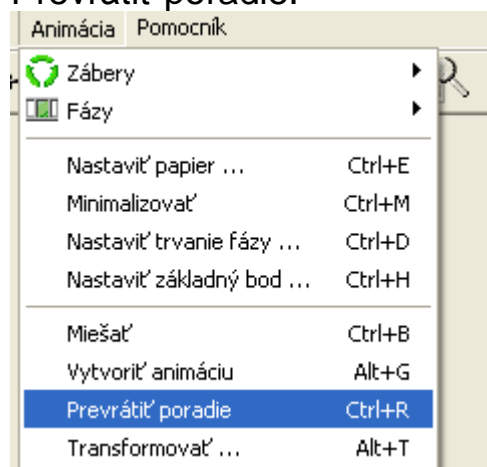 Prevrátiť poradie.
Animácia Pomocník
Zábery
Fázy
Nastaviť papier ... Ctrl+E
Minimalizovať Ctrl+M
Nastaviť trvanie fázy ... Ctrl+D
Nastaviť základný bod ... Ctrl+H
Miešať Ctrl+B
Vytvoriť animáciu Alt+G
Prevrátiť poradie Ctrl+R
Transformovať ... Alt+T